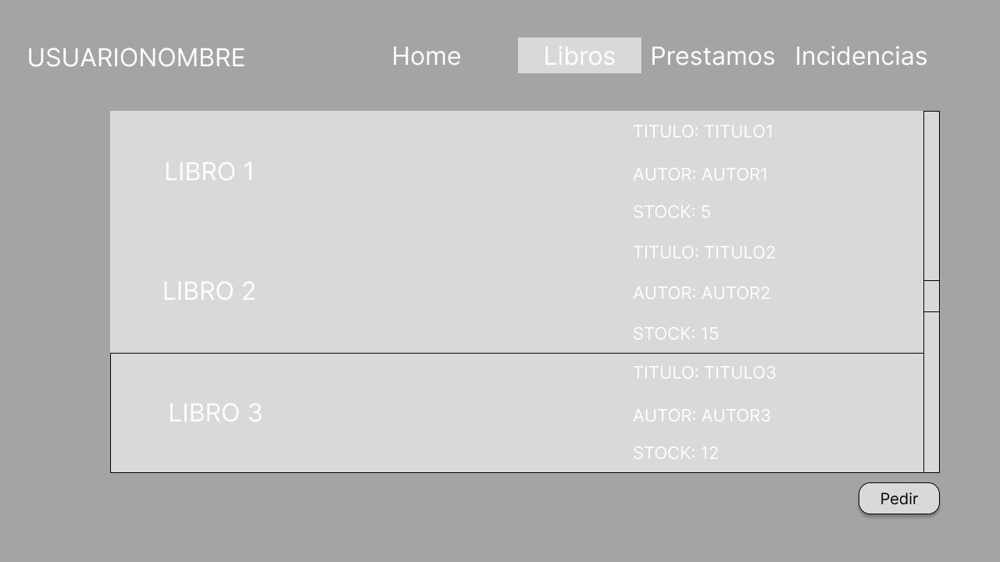 USUARIONOMBRE
Home
Libros
Prestamos
Incidencias
LIBRO 1
TITULO: TITULO1
AUTOR: AUTOR1
STOCK: 5
LIBRO 2
TITULO: TITULO2
AUTOR: AUTOR2
STOCK: 15
LIBRO 3
TITULO: TITULO3
AUTOR: AUTOR3
STOCK: 12
Pedir